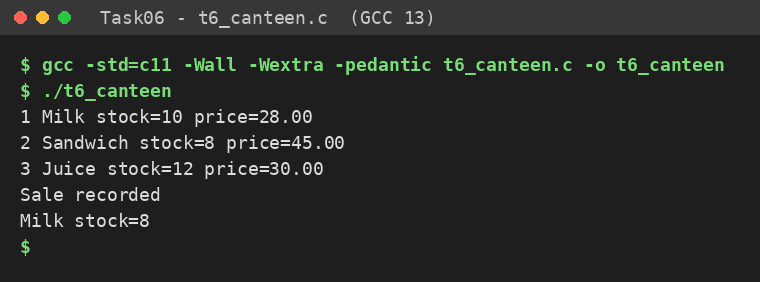 Task06 - t6_canteen.c  (GCC 13)
$ gcc -std=c11 -Wall -Wextra -pedantic t6_canteen.c -o t6_canteen
$ ./t6_canteen
1 Milk stock=10 price=28.00
2 Sandwich stock=8 price=45.00
3 Juice stock=12 price=30.00
Sale recorded
Milk stock=8
$